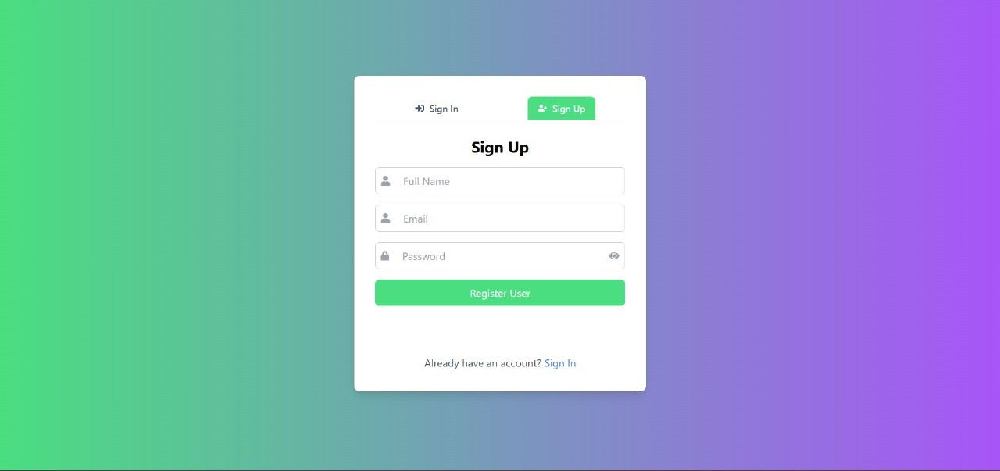 Sign In
Sign Up
Sign Up
Full Name
Email
Password
Register User
Already have an account? Sign In